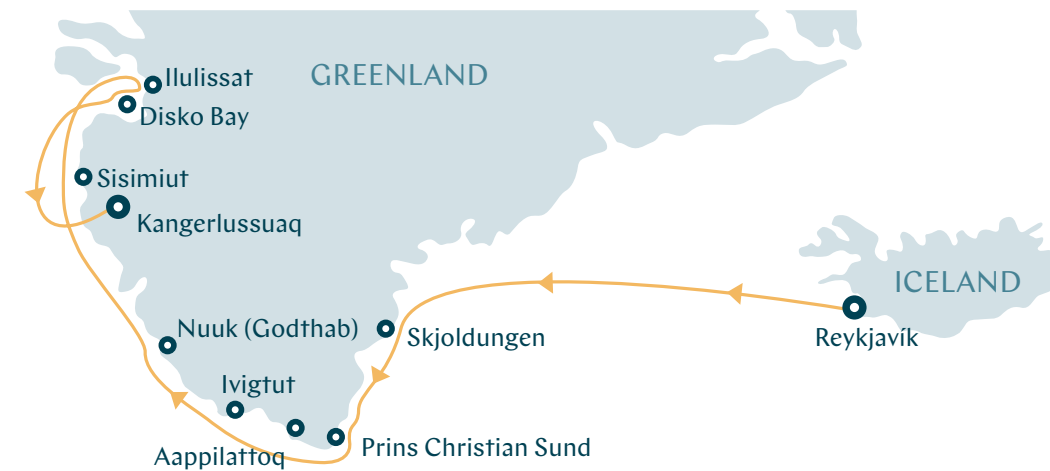 Ilulissat
GREENLAND
Disko Bay
Sisimiut
Kangerlussuaq
ICELAND
Nuuk (Godthab)
Skjoldungen
Reykjavík
Ivigtut
Aappilattoq
Prins Christian Sund